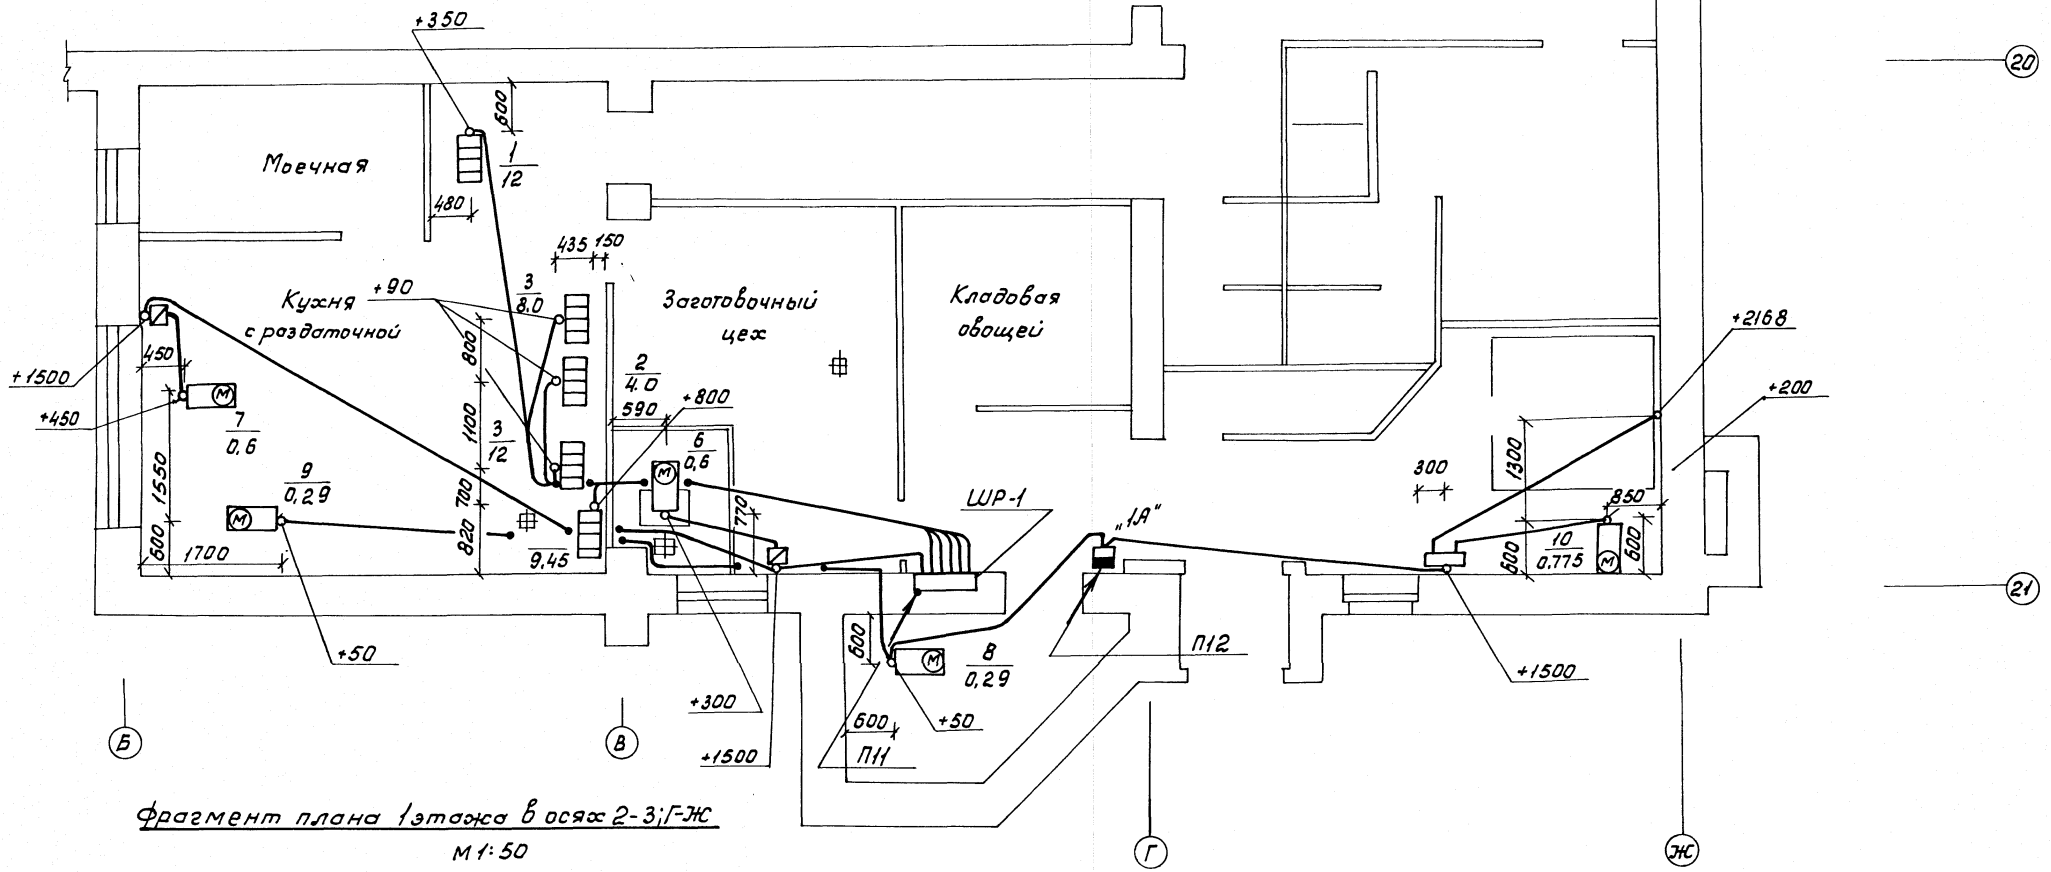 +350
20
600
Моечная
1
12
480
435
150
3
8.0
+90
Кухня
с раздаточной
Заготовочный
цех
Кладовая
овощей
+2168
450
800
2
4.0
+1500
+800
+200
М
590
+450
7
0,6
1100
3
12
6
0,6
М
1550
9
0,29
300
1300
ШР-1
850
700
770
„1А"
М
600
820
1700
9,45
600
10
0.775
600
М
21
600
8
0,29
М
П12
+50
+1500
+300
600
+50
Б
В
+1500
П11
Фрагмент плана 1 этажа в осях 2-3; Г-Ж
М 1:50
Г
Ж